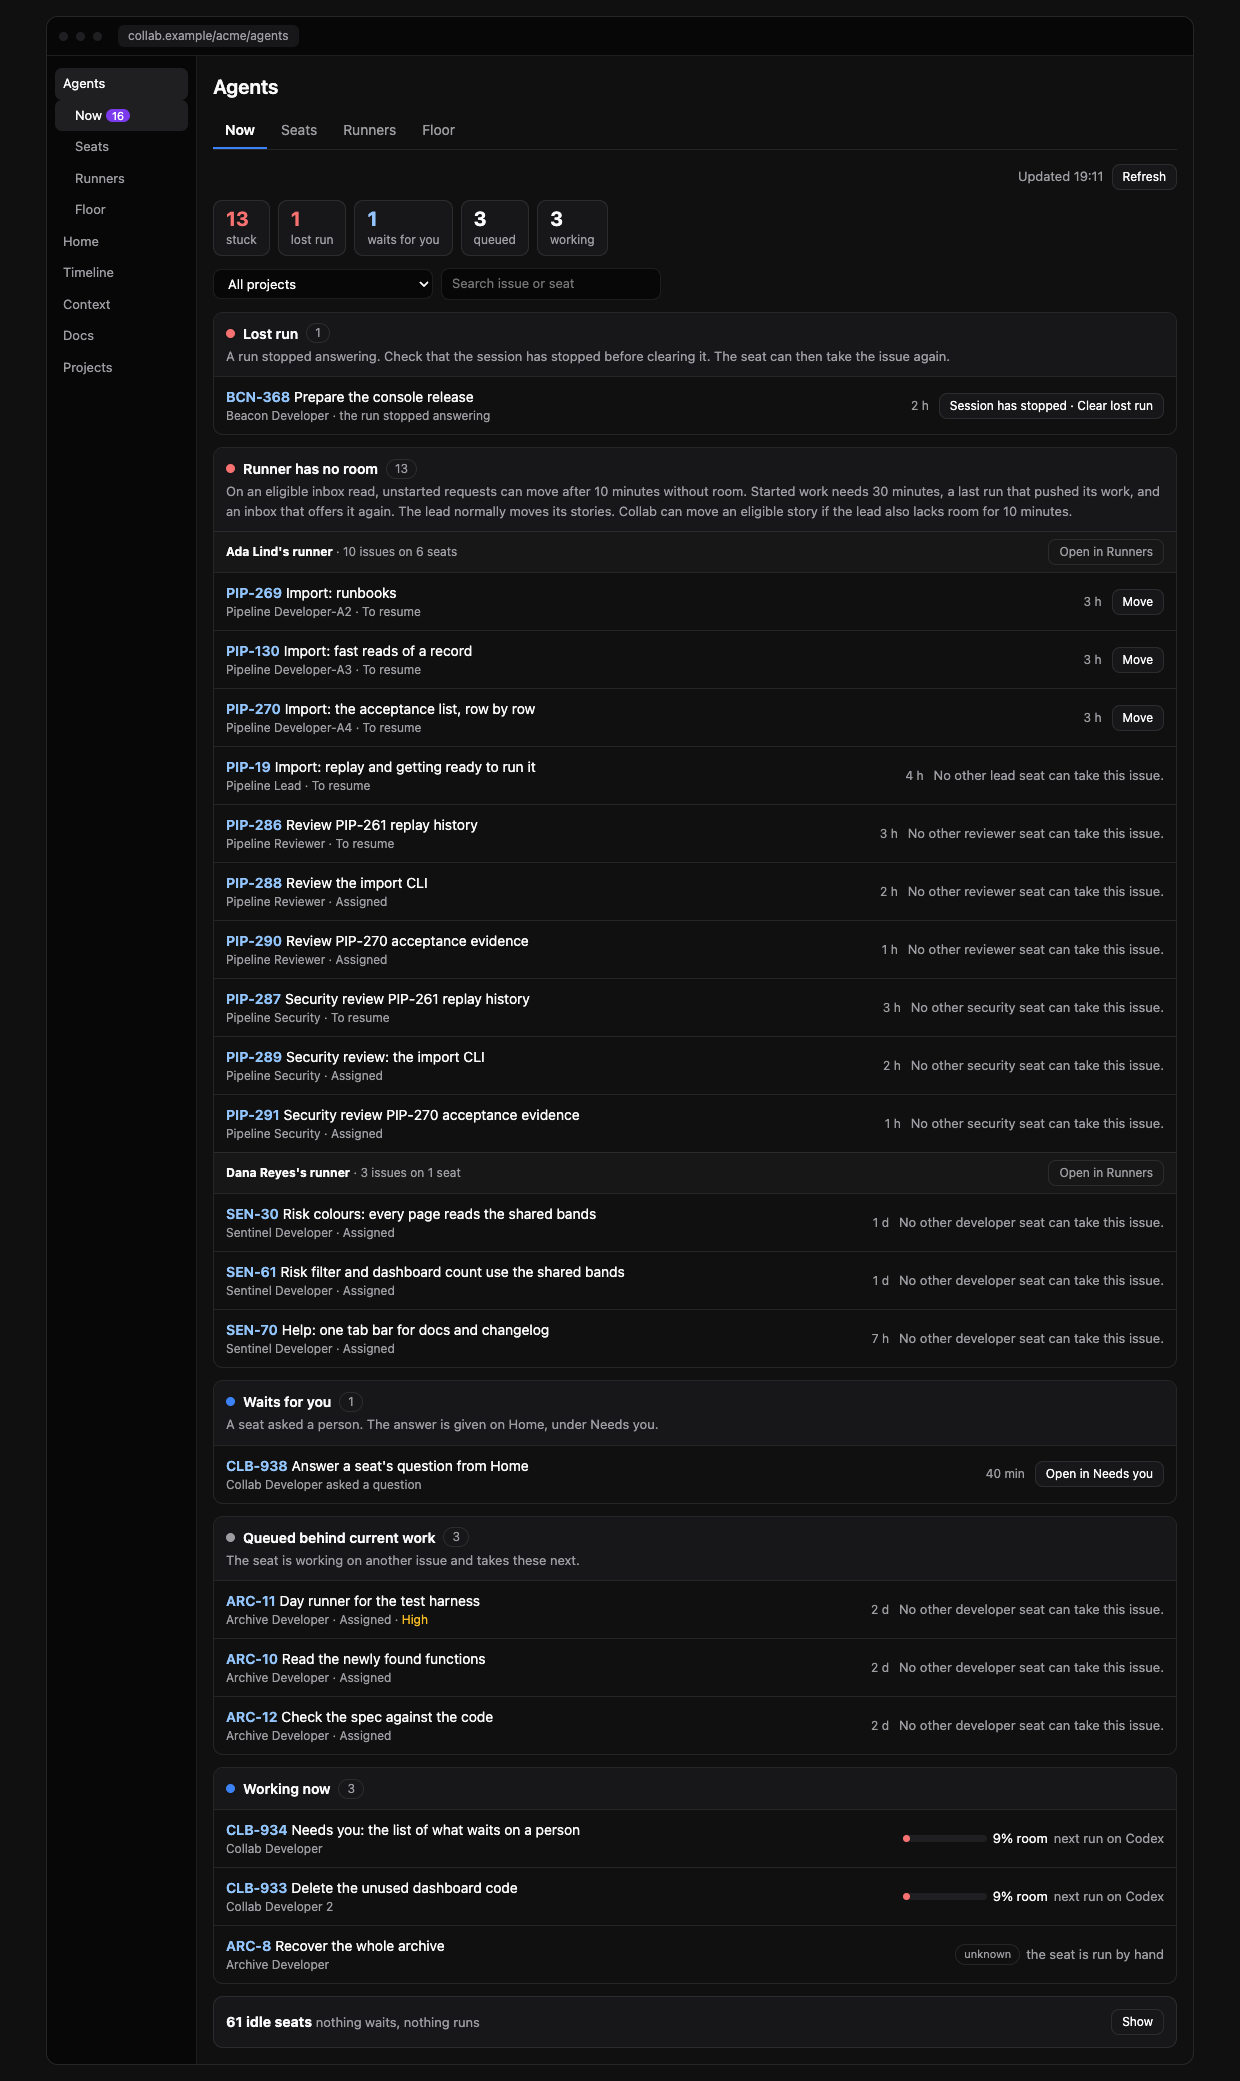 collab.example/acme/agents
Agents
Now 16
Seats
Runners
Floor
Home
Timeline
Context
Docs
Projects
Agents
Now Seats Runners Floor
Updated 19:11 Refresh
13 stuck
1 lost run
1 waits for you
3 queued
3 working
All projects
Search issue or seat
Lost run 1
A run stopped answering. Check that the session has stopped before clearing it. The seat can then take the issue again.
BCN-368 Prepare the console release
Beacon Developer · the run stopped answering
2 h Session has stopped · Clear lost run
Runner has no room 13
On an eligible inbox read, unstarted requests can move after 10 minutes without room. Started work needs 30 minutes, a last run that pushed its work, and
an inbox that offers it again. The lead normally moves its stories. Collab can move an eligible story if the lead also lacks room for 10 minutes.
Ada Lind's runner · 10 issues on 6 seats Open in Runners
PIP-269 Import: runbooks
Pipeline Developer-A2 · To resume
3 h Move
PIP-130 Import: fast reads of a record
Pipeline Developer-A3 · To resume
3 h Move
PIP-270 Import: the acceptance list, row by row
Pipeline Developer-A4 · To resume
3 h Move
PIP-19 Import: replay and getting ready to run it
Pipeline Lead · To resume
4 h No other lead seat can take this issue.
PIP-286 Review PIP-261 replay history
Pipeline Reviewer · To resume
3 h No other reviewer seat can take this issue.
PIP-288 Review the import CLI
Pipeline Reviewer · Assigned
2 h No other reviewer seat can take this issue.
PIP-290 Review PIP-270 acceptance evidence
Pipeline Reviewer · Assigned
1 h No other reviewer seat can take this issue.
PIP-287 Security review PIP-261 replay history
Pipeline Security · To resume
3 h No other security seat can take this issue.
PIP-289 Security review: the import CLI
Pipeline Security · Assigned
2 h No other security seat can take this issue.
PIP-291 Security review PIP-270 acceptance evidence
Pipeline Security · Assigned
1 h No other security seat can take this issue.
Dana Reyes's runner · 3 issues on 1 seat Open in Runners
SEN-30 Risk colours: every page reads the shared bands
Sentinel Developer · Assigned
1 d No other developer seat can take this issue.
SEN-61 Risk filter and dashboard count use the shared bands
Sentinel Developer · Assigned
1 d No other developer seat can take this issue.
SEN-70 Help: one tab bar for docs and changelog
Sentinel Developer · Assigned
7 h No other developer seat can take this issue.
Waits for you 1
A seat asked a person. The answer is given on Home, under Needs you.
CLB-938 Answer a seat's question from Home
Collab Developer asked a question
40 min Open in Needs you
Queued behind current work 3
The seat is working on another issue and takes these next.
ARC-11 Day runner for the test harness
Archive Developer · Assigned · High
2 d No other developer seat can take this issue.
ARC-10 Read the newly found functions
Archive Developer · Assigned
2 d No other developer seat can take this issue.
ARC-12 Check the spec against the code
Archive Developer · Assigned
2 d No other developer seat can take this issue.
Working now 3
CLB-934 Needs you: the list of what waits on a person
Collab Developer
9% room next run on Codex
CLB-933 Delete the unused dashboard code
Collab Developer 2
9% room next run on Codex
ARC-8 Recover the whole archive
Archive Developer
unknown the seat is run by hand
61 idle seats nothing waits, nothing runs Show